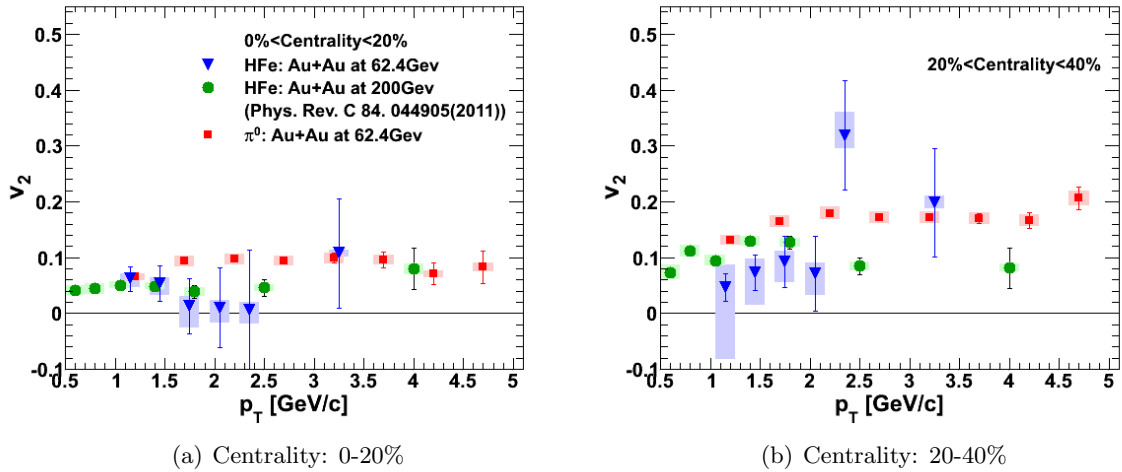 0%<Centrality<20%
HFe: Au+Au at 62.4Gev
HFe: Au+Au at 200Gev
(Phys. Rev. C 84. 044905(2011))
π⁰: Au+Au at 62.4Gev
v₂
0.5
0.4
0.3
0.2
0.1
0
-0.1
0.5 1 1.5 2 2.5 3 3.5 4 4.5 5
p_T [GeV/c]
(a) Centrality: 0-20%
20%<Centrality<40%
v₂
0.5
0.4
0.3
0.2
0.1
0
-0.1
0.5 1 1.5 2 2.5 3 3.5 4 4.5 5
p_T [GeV/c]
(b) Centrality: 20-40%